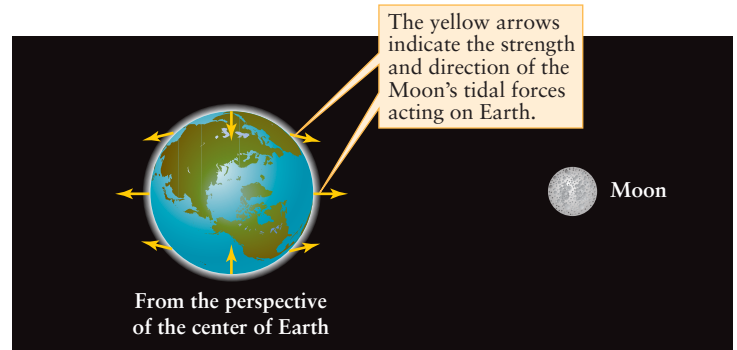 The yellow arrows
indicate the strength
and direction of the
Moon's tidal forces
acting on Earth.
Moon
From the perspective
of the center of Earth